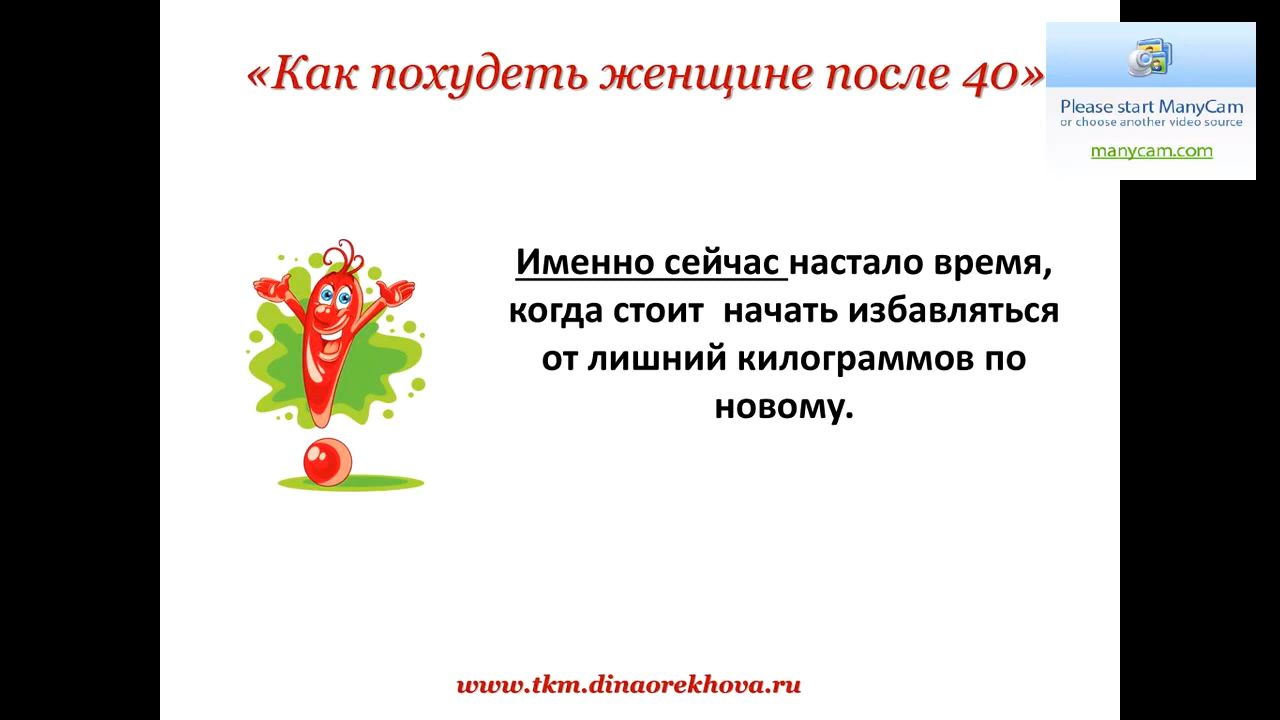 «Как похудеть женщине после 40»
Please start ManyCam
or choose another video source
manycam.com
Именно сейчас настало время,
когда стоит  начать избавляться
от лишний килограммов по
новому.
www.tkm.dinaorekhova.ru